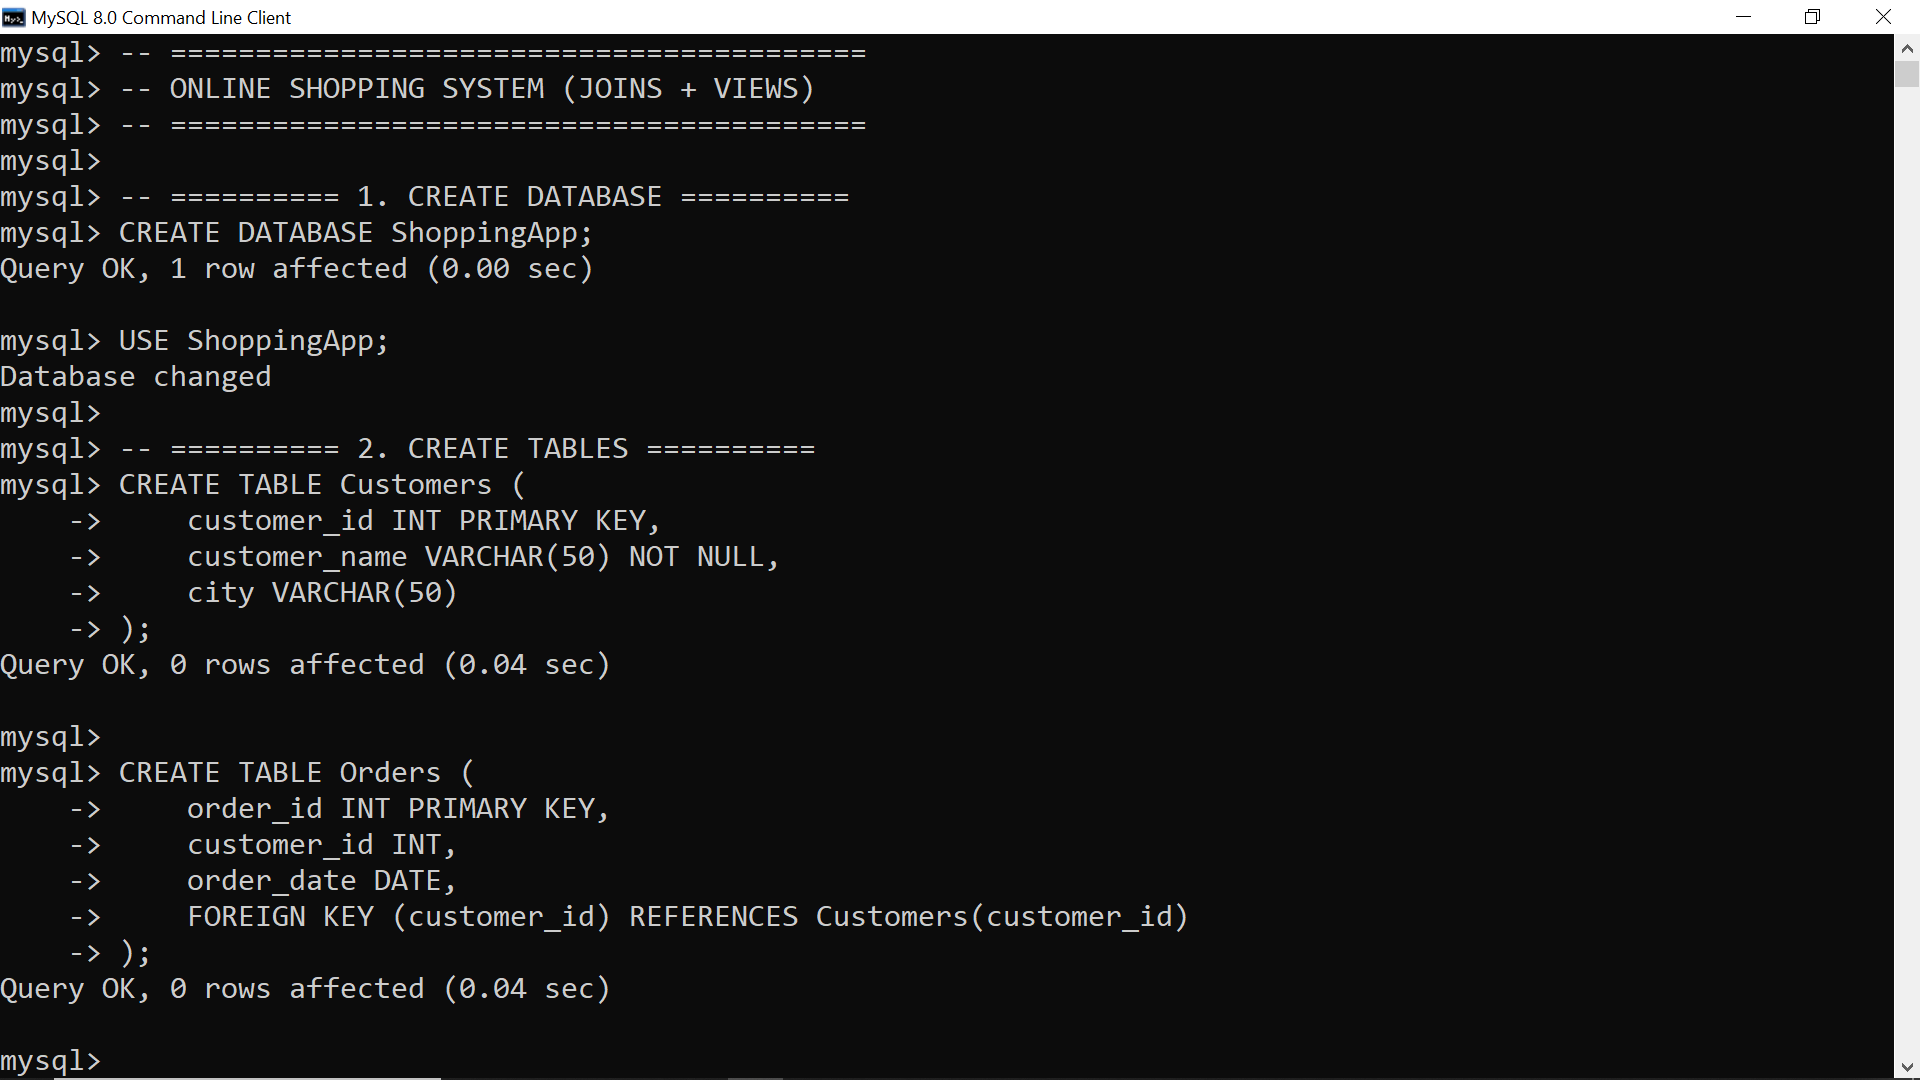 MySQL 8.0 Command Line Client
mysql> -- =========================================
mysql> -- ONLINE SHOPPING SYSTEM (JOINS + VIEWS)
mysql> -- =========================================
mysql>
mysql> -- ========== 1. CREATE DATABASE ==========
mysql> CREATE DATABASE ShoppingApp;
Query OK, 1 row affected (0.00 sec)
mysql> USE ShoppingApp;
Database changed
mysql>
mysql> -- ========== 2. CREATE TABLES ==========
mysql> CREATE TABLE Customers (
    ->     customer_id INT PRIMARY KEY,
    ->     customer_name VARCHAR(50) NOT NULL,
    ->     city VARCHAR(50)
    -> );
Query OK, 0 rows affected (0.04 sec)
mysql>
mysql> CREATE TABLE Orders (
    ->     order_id INT PRIMARY KEY,
    ->     customer_id INT,
    ->     order_date DATE,
    ->     FOREIGN KEY (customer_id) REFERENCES Customers(customer_id)
    -> );
Query OK, 0 rows affected (0.04 sec)
mysql>